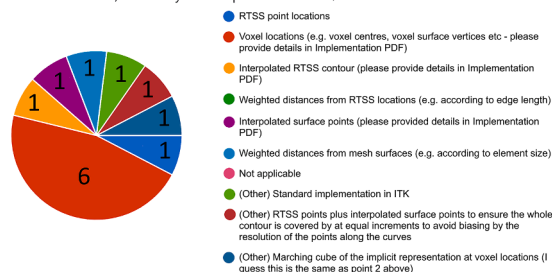 RTSS point locations
Voxel locations (e.g. voxel centres, voxel surface vertices etc - please
provide details in Implementation PDF)
Interpolated RTSS contour (please provide details in Implementation
PDF)
Weighted distances from RTSS locations (e.g. according to edge length)
Interpolated surface points (please provided details in Implementation
PDF)
Weighted distances from mesh surfaces (e.g. according to element size)
Not applicable
(Other) Standard implementation in ITK
(Other) RTSS points plus interpolated surface points to ensure the whole
contour is covered by at equal increments to avoid biasing by the
resolution of the points along the curves
(Other) Marching cube of the implicit representation at voxel locations (I
guess this is the same as point 2 above)
1
1
1
1
1
1
1
6